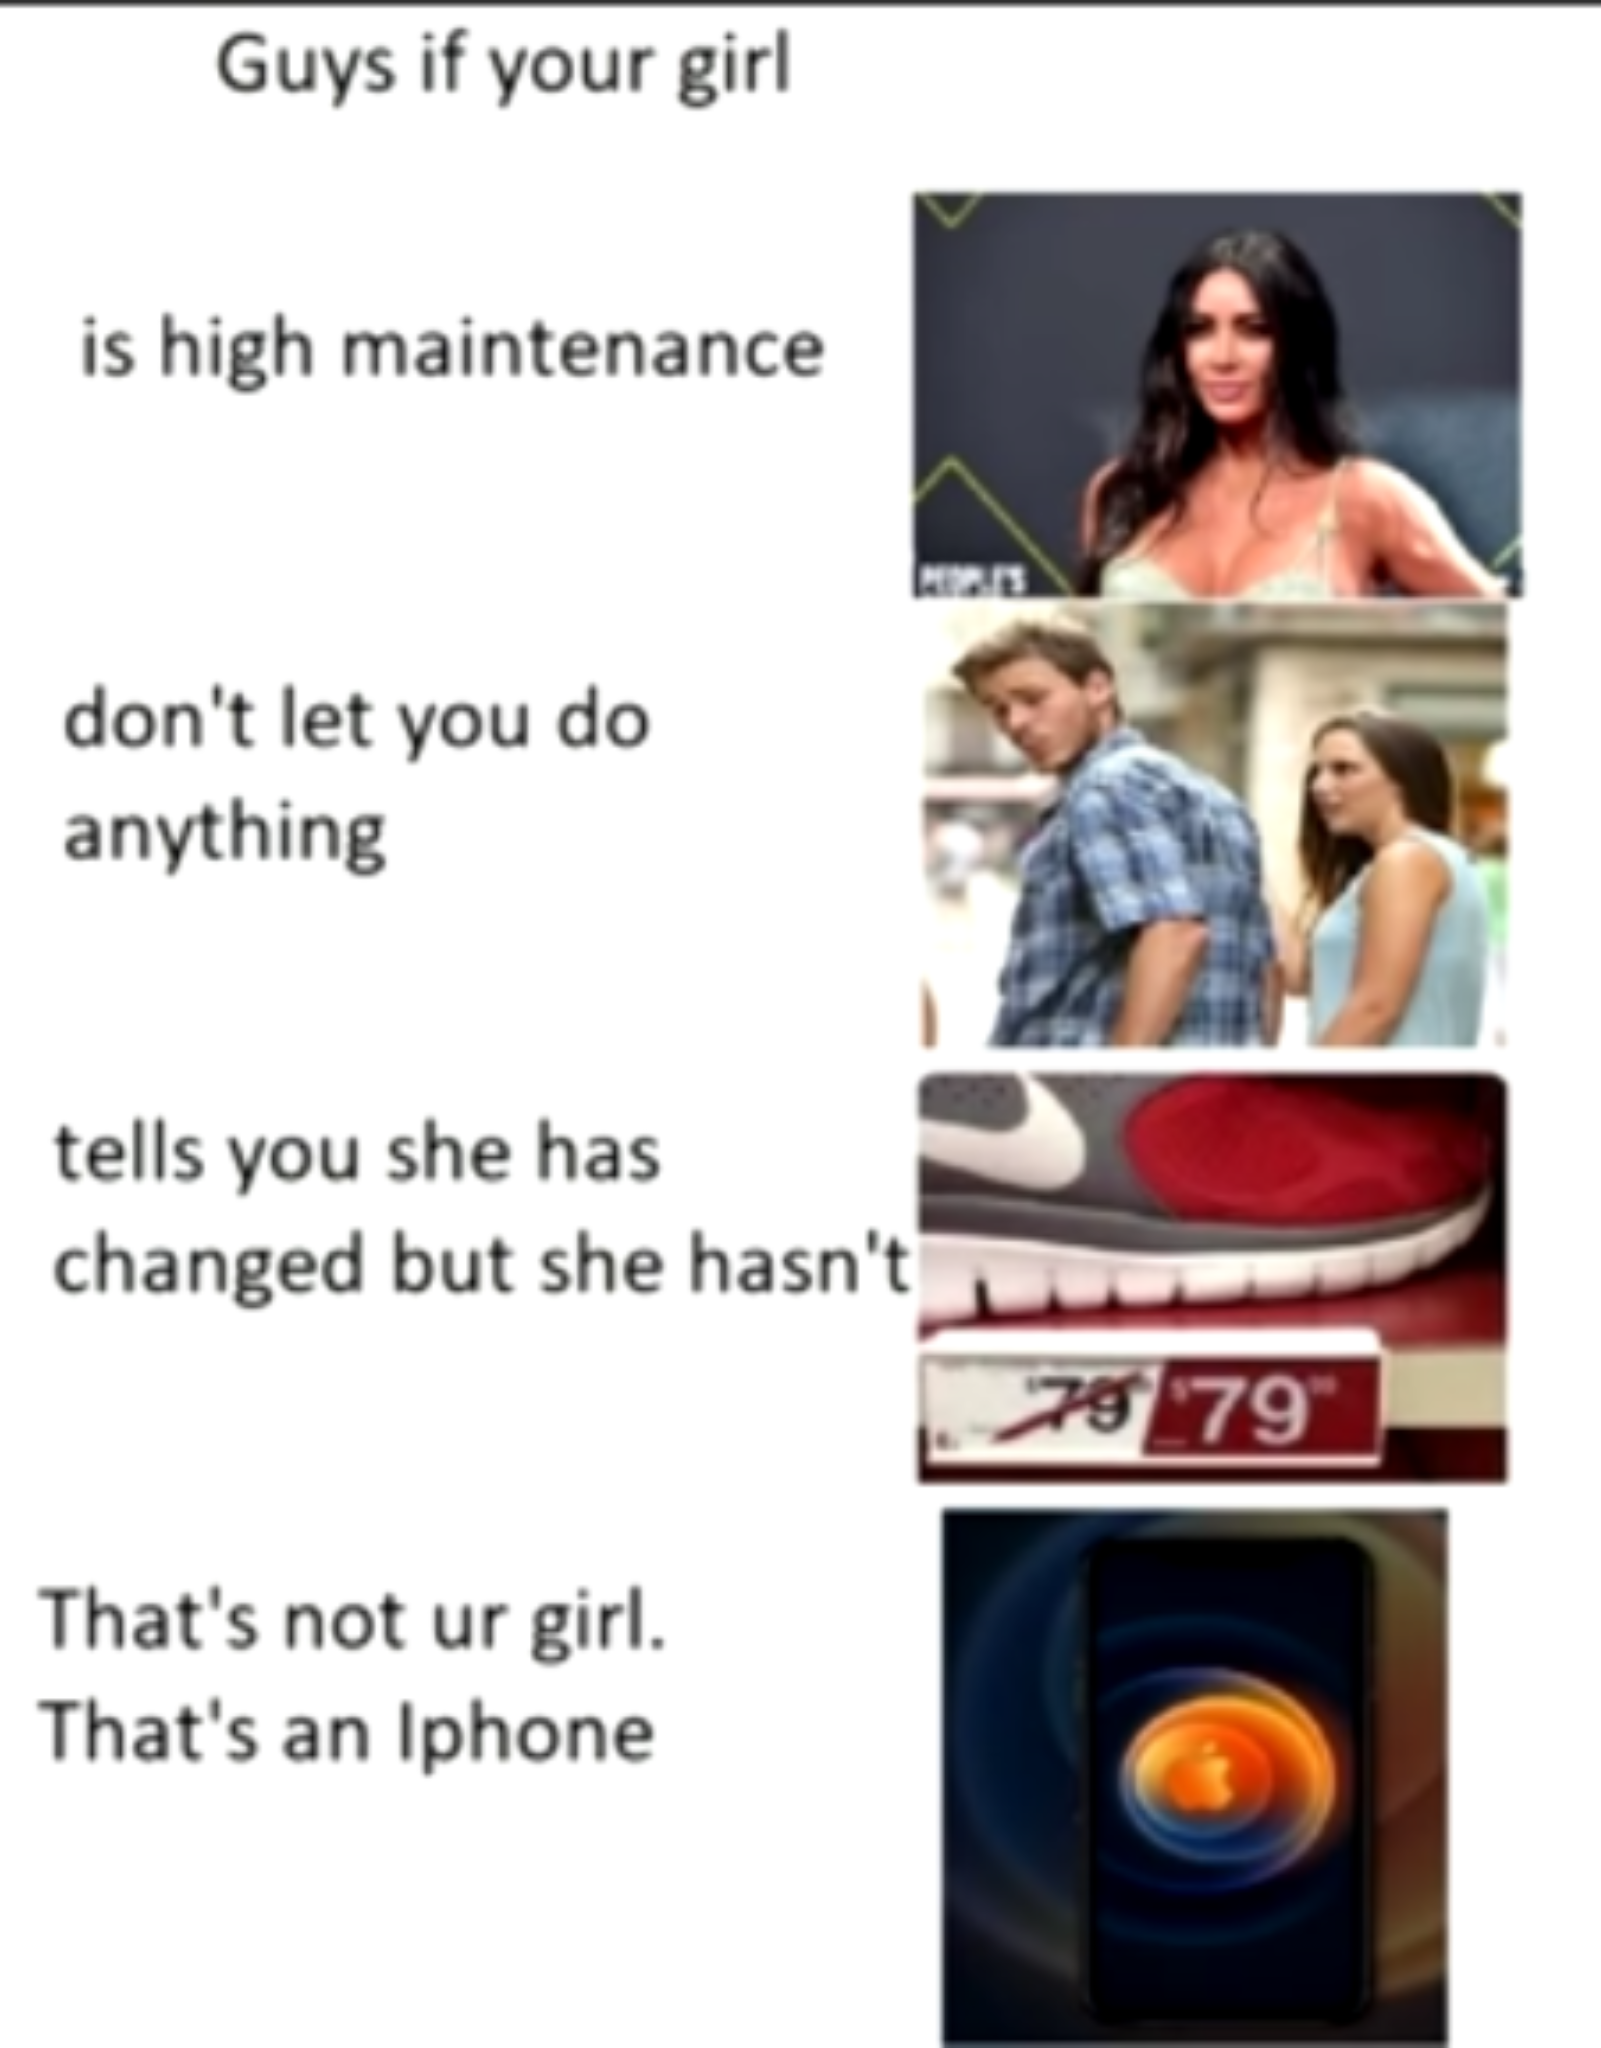 Guys if your girl
is high maintenance
PEOPLE'S
don't let you do
anything
tells you she has
changed but she hasn't
$79 $79
That's not ur girl.
That's an Iphone